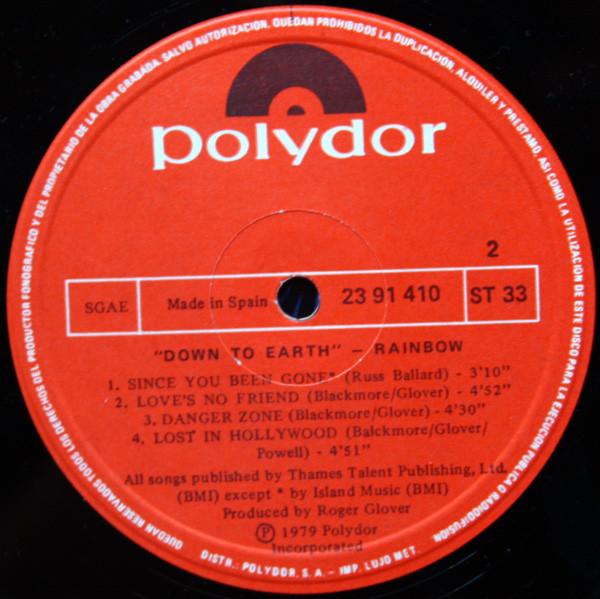 QUEDAN RESERVADOS TODOS LOS DERECHOS DEL PRODUCTOR FONOGRAFICO Y DEL PROPIETARIO DE LA OBRA GRABADA. SALVO AUTORIZACION, QUEDAN PROHIBIDOS LA DUPLICACION, ALQUILER Y PRESTAMO, ASI COMO LA UTILIZACION DE ESTE DISCO PARA LA EJECUCION PUBLICA O RADIODIFUSION
polydor
2
SGAE Made in Spain 23 91 410 ST 33
"DOWN TO EARTH" – RAINBOW
1. SINCE YOU BEEN GONE* (Russ Ballard) - 3'10"
2. LOVE'S NO FRIEND (Blackmore/Glover) - 4'52"
3. DANGER ZONE (Blackmore/Glover) - 4'30"
4. LOST IN HOLLYWOOD (Balckmore/Glover/
Powell) - 4'51"
All songs published by Thames Talent Publishing, Ltd.
(BMI) except * by Island Music (BMI)
Produced by Roger Glover
Ⓟ 1979 Polydor
Incorporated
DISTR.: POLYDOR, S. A. – IMP. LUJO MET.